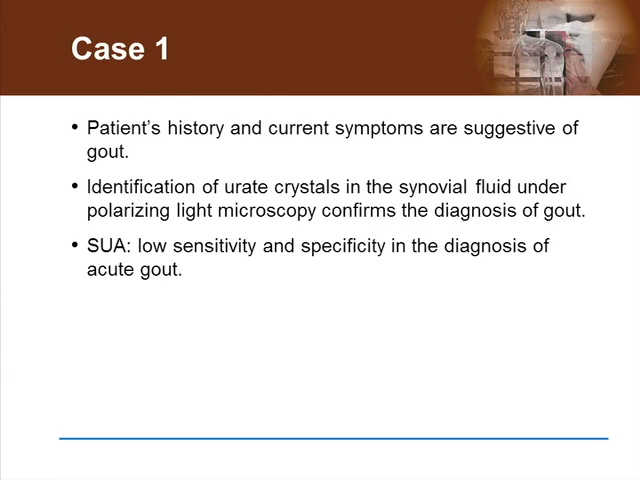 Case 1
• Patient’s history and current symptoms are suggestive of
gout.
• Identification of urate crystals in the synovial fluid under
polarizing light microscopy confirms the diagnosis of gout.
• SUA: low sensitivity and specificity in the diagnosis of
acute gout.